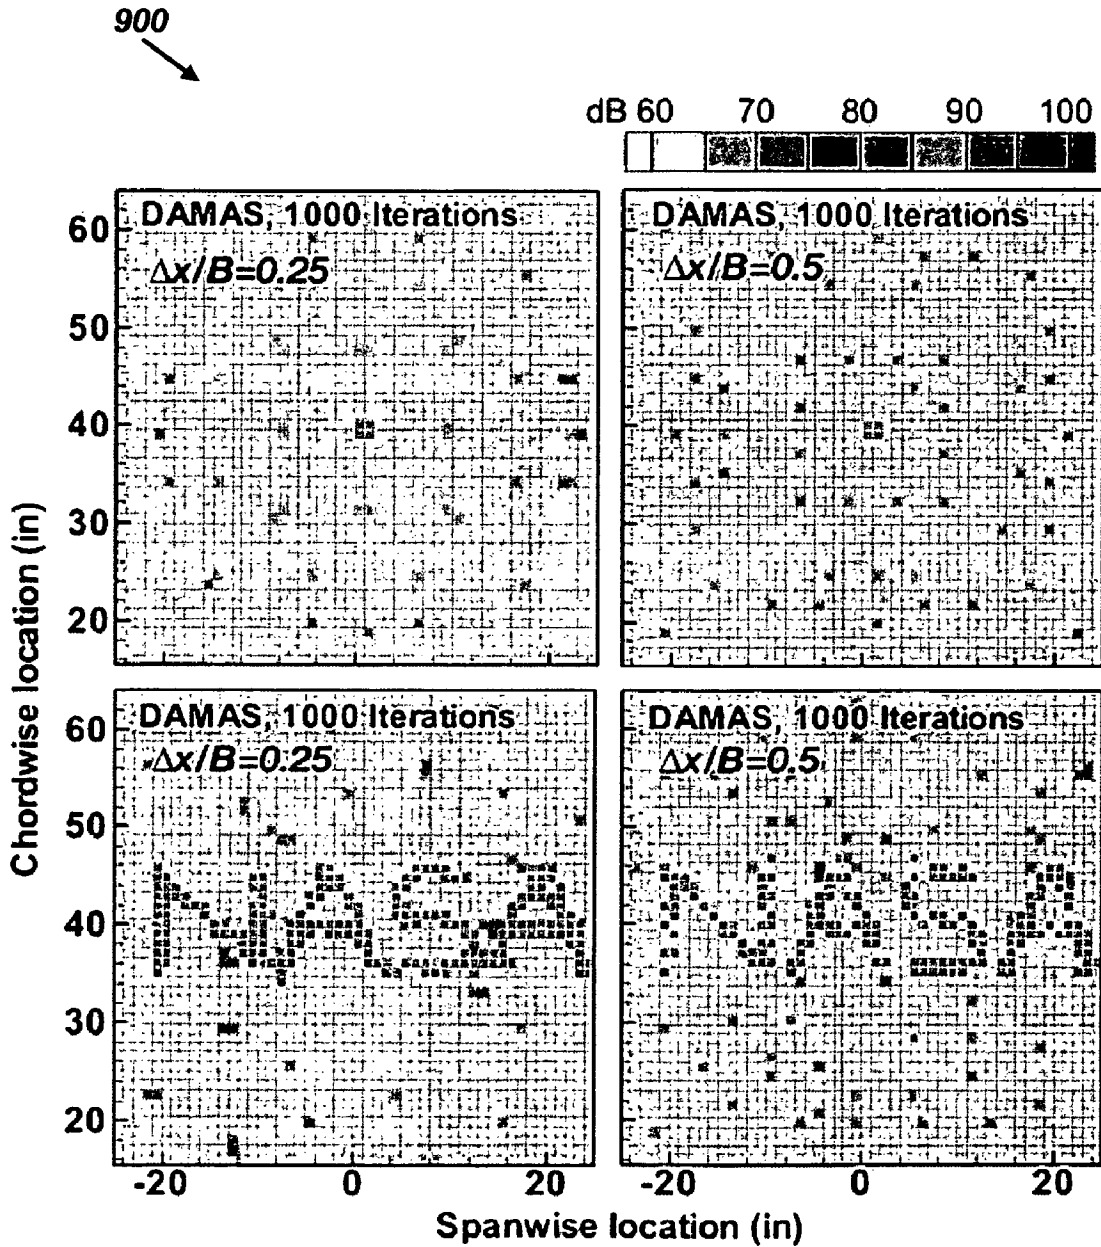 900
dB 60 70 80 90 100
DAMAS, 1000 Iterations
Δx/B=0.25
DAMAS, 1000 Iterations
Δx/B=0.5
60
50
40
30
20
DAMAS, 1000 Iterations
Δx/B=0.25
DAMAS, 1000 Iterations
Δx/B=0.5
60
50
40
30
20
NASA
NASA
-20 0 20
-20 0 20
Chordwise location (in)
Spanwise location (in)